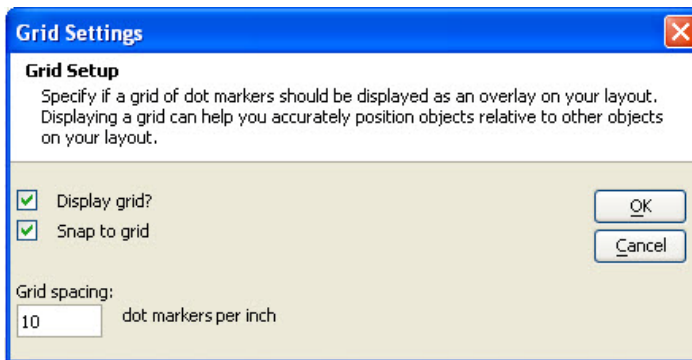 Grid Settings
Grid Setup
Specify if a grid of dot markers should be displayed as an overlay on your layout.
Displaying a grid can help you accurately position objects relative to other objects
on your layout.
Display grid?
OK
Snap to grid
Cancel
Grid spacing:
10 dot markers per inch